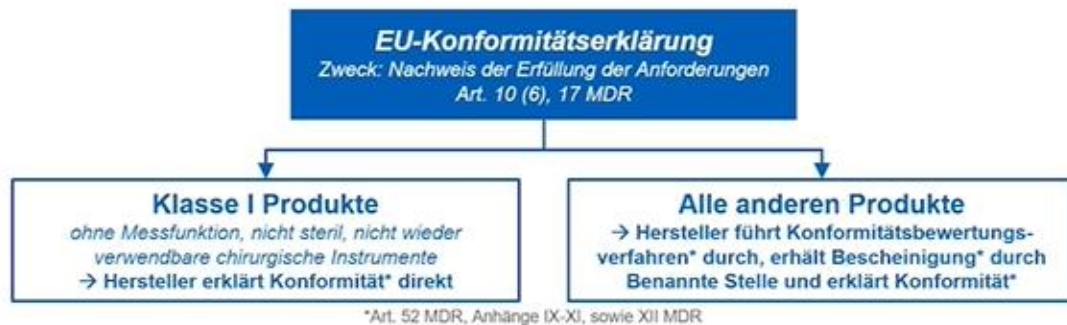 EU-Konformitätserklärung
Zweck: Nachweis der Erfüllung der Anforderungen
Art. 10 (6), 17 MDR
Klasse I Produkte
ohne Messfunktion, nicht steril, nicht wieder
verwendbare chirurgische Instrumente
→ Hersteller erklärt Konformität* direkt
Alle anderen Produkte
→ Hersteller führt Konformitätsbewertungs-
verfahren* durch, erhält Bescheinigung* durch
Benannte Stelle und erklärt Konformität*
*Art. 52 MDR, Anhänge IX-XI, sowie XII MDR